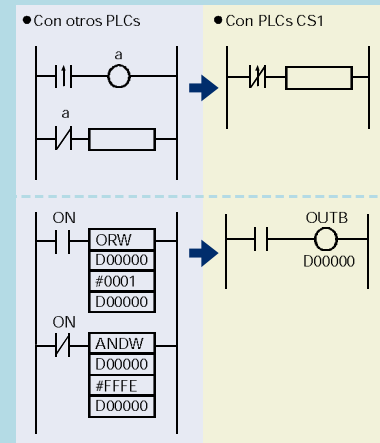 ● Con otros PLCs
● Con PLCs CS1
a
a
ON
ORW
D00000
#0001
D00000
ON
ANDW
D00000
#FFFE
D00000
OUTB
D00000